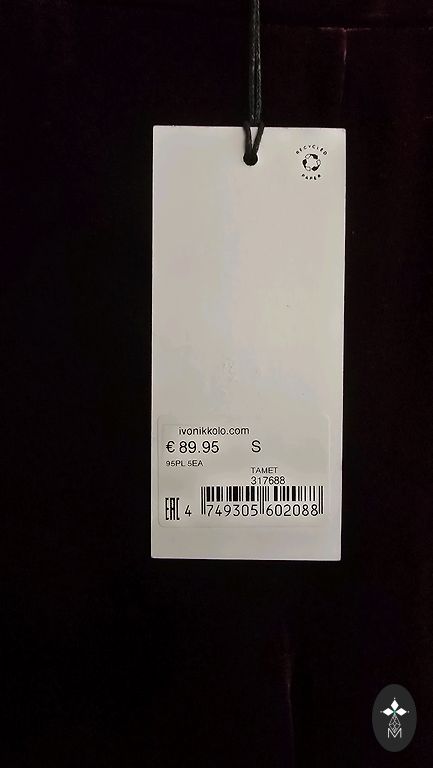 RECYCLED
PAPER
ivonikkolo.com
€ 89.95 S
95PL 5EA
TAMET
317688
EAC 4 749305 602088
M